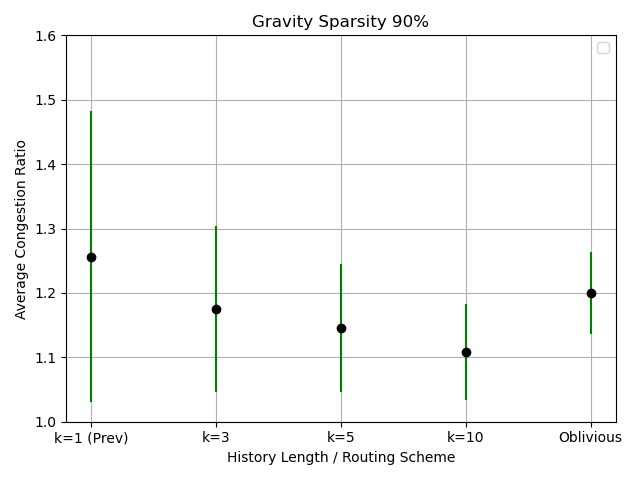 Gravity Sparsity 90%
1.6
1.5
1.4
1.3
1.2
1.1
1.0
Average Congestion Ratio
k=1 (Prev) k=3 k=5 k=10 Oblivious
History Length / Routing Scheme